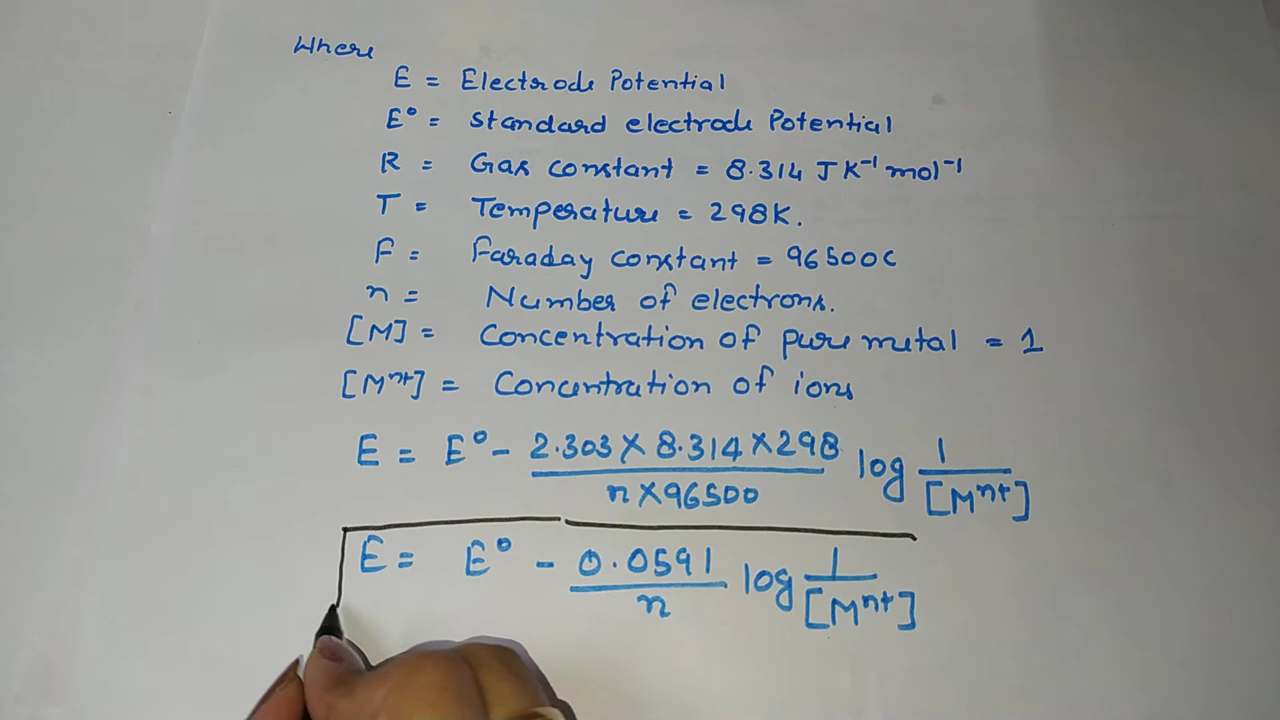 Where
E = Electrode Potential
E° = Standard electrode Potential
R = Gas constant = 8.314 JK⁻¹ mol⁻¹
T = Temperature = 298K.
F = Faraday constant = 96500C
n = Number of electrons.
[M] = Concentration of pure metal = 1
[Mⁿ⁺] = Concentration of ions
E = E° - 2.303 X 8.314 X 298 / n X 96500 log 1 / [Mⁿ⁺]
E = E° - 0.0591 / n log 1 / [Mⁿ⁺]